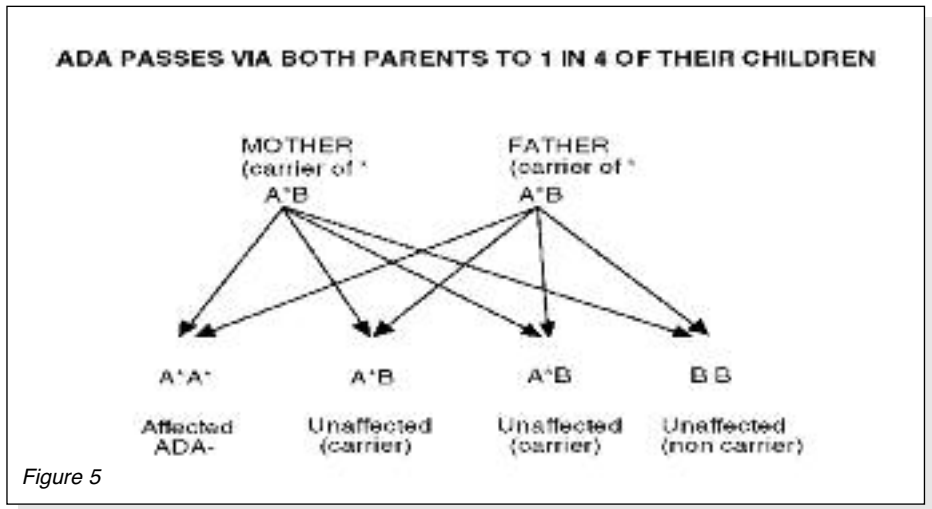 ADA PASSES VIA BOTH PARENTS TO 1 IN 4 OF THEIR CHILDREN
MOTHER FATHER
(carrier of * (carrier of *
A*B A*B
A*A* A*B A*B B B
Affected Unaffected Unaffected Unaffected
ADA- (carrier) (carrier) (non carrier)
Figure 5